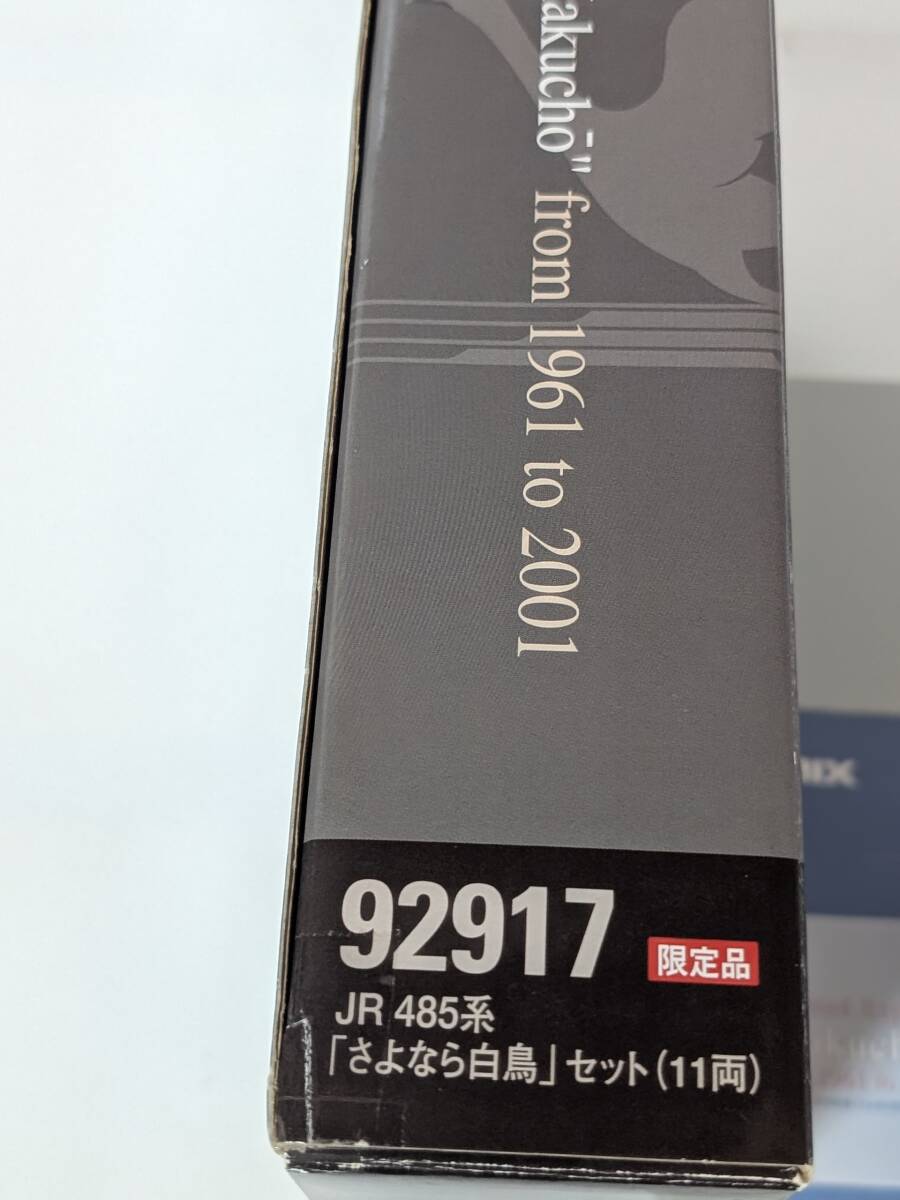 akuchō" from 1961 to 2001
92917
限定品
JR 485系
「さよなら白鳥」セット(11両)